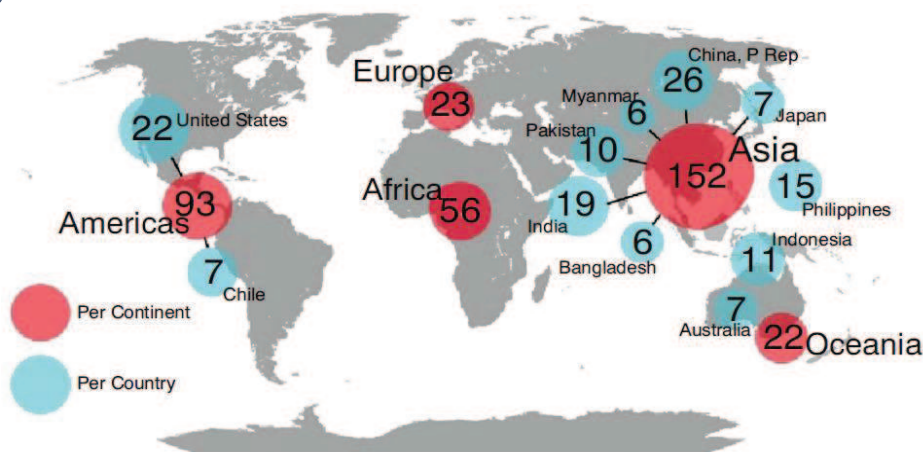 China, P Rep
26
Europe
23
Myanmar
6
7
Japan
22
United States
Pakistan
10
Asia
152
Africa
56
93
Americas
19
India
15
Philippines
6
Bangladesh
Indonesia
11
7
Chile
7
Australia
22
Oceania
Per Continent
Per Country